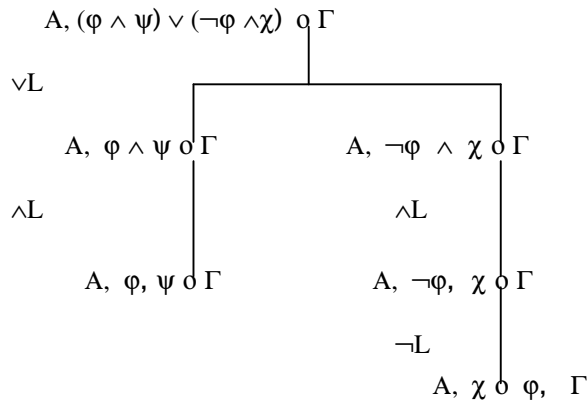 A, (φ ∧ ψ) ∨ (¬φ ∧χ) o Γ
∨L
A, φ ∧ ψ o Γ A, ¬φ ∧ χ o Γ
∧L ∧L
A, φ, ψ o Γ A, ¬φ, χ o Γ
¬L
A, χ o φ, Γ